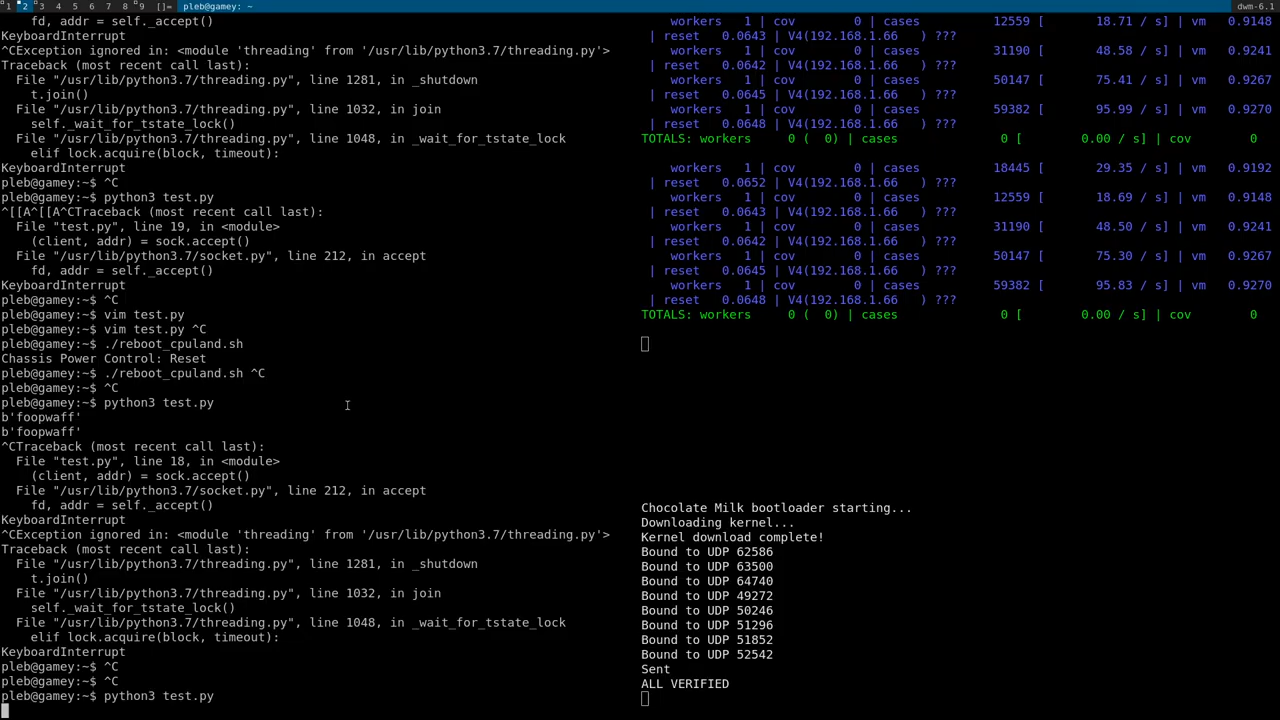 1 2 3 4 5 6 7 8 9 []= pleb@gamey: ~ dwm-6.1
    fd, addr = self._accept()
KeyboardInterrupt
^CException ignored in: <module 'threading' from '/usr/lib/python3.7/threading.py'>
Traceback (most recent call last):
  File "/usr/lib/python3.7/threading.py", line 1281, in _shutdown
    t.join()
  File "/usr/lib/python3.7/threading.py", line 1032, in join
    self._wait_for_tstate_lock()
  File "/usr/lib/python3.7/threading.py", line 1048, in _wait_for_tstate_lock
    elif lock.acquire(block, timeout):
KeyboardInterrupt
pleb@gamey:~$ ^C
pleb@gamey:~$ python3 test.py
^[[A^[[A^CTraceback (most recent call last):
  File "test.py", line 19, in <module>
    (client, addr) = sock.accept()
  File "/usr/lib/python3.7/socket.py", line 212, in accept
    fd, addr = self._accept()
KeyboardInterrupt
pleb@gamey:~$ ^C
pleb@gamey:~$ vim test.py
pleb@gamey:~$ vim test.py ^C
pleb@gamey:~$ ./reboot_cpuland.sh
Chassis Power Control: Reset
pleb@gamey:~$ ./reboot_cpuland.sh ^C
pleb@gamey:~$ ^C
pleb@gamey:~$ python3 test.py
b'foopwaff'
b'foopwaff'
^CTraceback (most recent call last):
  File "test.py", line 18, in <module>
    (client, addr) = sock.accept()
  File "/usr/lib/python3.7/socket.py", line 212, in accept
    fd, addr = self._accept()
KeyboardInterrupt
^CException ignored in: <module 'threading' from '/usr/lib/python3.7/threading.py'>
Traceback (most recent call last):
  File "/usr/lib/python3.7/threading.py", line 1281, in _shutdown
    t.join()
  File "/usr/lib/python3.7/threading.py", line 1032, in join
    self._wait_for_tstate_lock()
  File "/usr/lib/python3.7/threading.py", line 1048, in _wait_for_tstate_lock
    elif lock.acquire(block, timeout):
KeyboardInterrupt
pleb@gamey:~$ ^C
pleb@gamey:~$ ^C
pleb@gamey:~$ python3 test.py
    workers   1 | cov      0 | cases          12559 [       18.71 / s] | vm   0.9148
 | reset   0.0643 | V4(192.168.1.66   ) ???
    workers   1 | cov      0 | cases          31190 [       48.58 / s] | vm   0.9241
 | reset   0.0642 | V4(192.168.1.66   ) ???
    workers   1 | cov      0 | cases          50147 [       75.41 / s] | vm   0.9267
 | reset   0.0645 | V4(192.168.1.66   ) ???
    workers   1 | cov      0 | cases          59382 [       95.99 / s] | vm   0.9270
 | reset   0.0648 | V4(192.168.1.66   ) ???
TOTALS: workers     0 (  0) | cases           0 [        0.00 / s] | cov        0
    workers   1 | cov      0 | cases          18445 [       29.35 / s] | vm   0.9192
 | reset   0.0652 | V4(192.168.1.66   ) ???
    workers   1 | cov      0 | cases          12559 [       18.69 / s] | vm   0.9148
 | reset   0.0643 | V4(192.168.1.66   ) ???
    workers   1 | cov      0 | cases          31190 [       48.50 / s] | vm   0.9241
 | reset   0.0642 | V4(192.168.1.66   ) ???
    workers   1 | cov      0 | cases          50147 [       75.30 / s] | vm   0.9267
 | reset   0.0645 | V4(192.168.1.66   ) ???
    workers   1 | cov      0 | cases          59382 [       95.83 / s] | vm   0.9270
 | reset   0.0648 | V4(192.168.1.66   ) ???
TOTALS: workers     0 (  0) | cases           0 [        0.00 / s] | cov        0
Chocolate Milk bootloader starting...
Downloading kernel...
Kernel download complete!
Bound to UDP 62586
Bound to UDP 63500
Bound to UDP 64740
Bound to UDP 49272
Bound to UDP 50246
Bound to UDP 51296
Bound to UDP 51852
Bound to UDP 52542
Sent
ALL VERIFIED